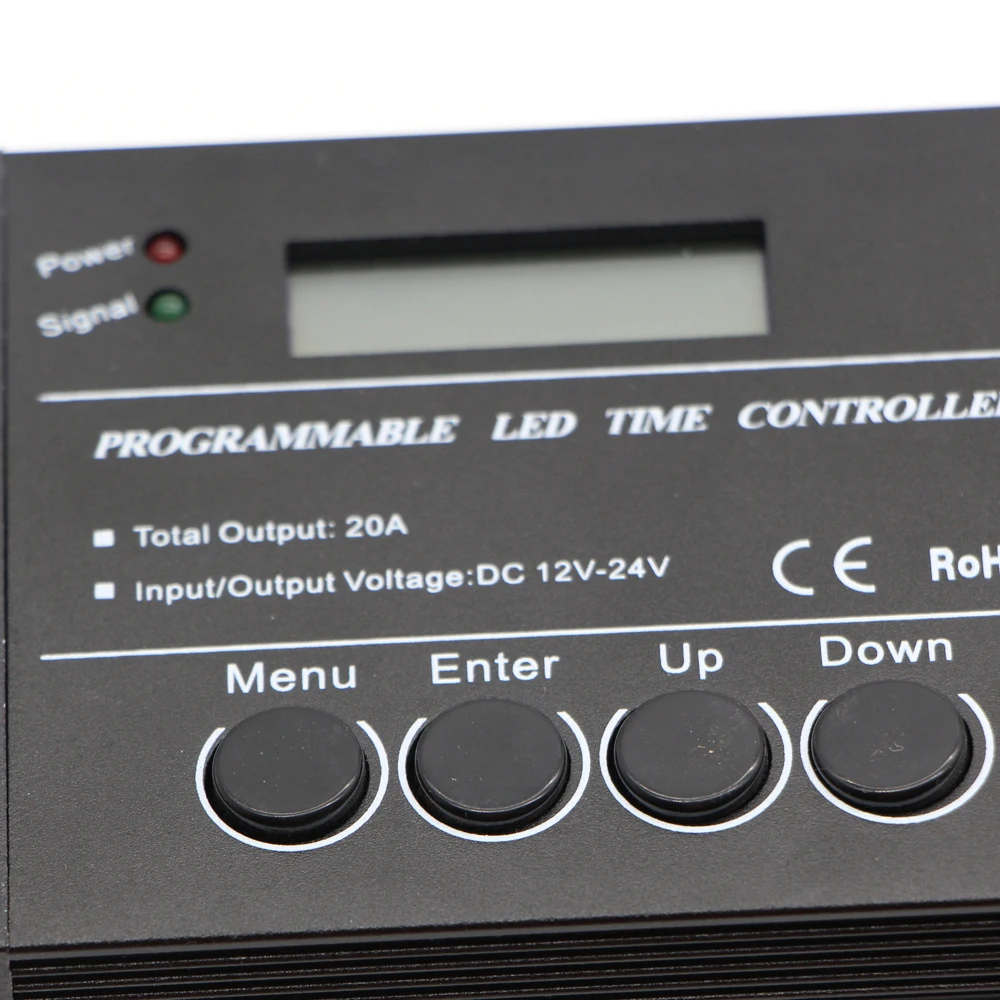 Power
Signal
PROGRAMMABLE LED TIME CONTROLLE
Total Output: 20A
Input/Output Voltage:DC 12V-24V
CE RoH
Menu Enter Up Down